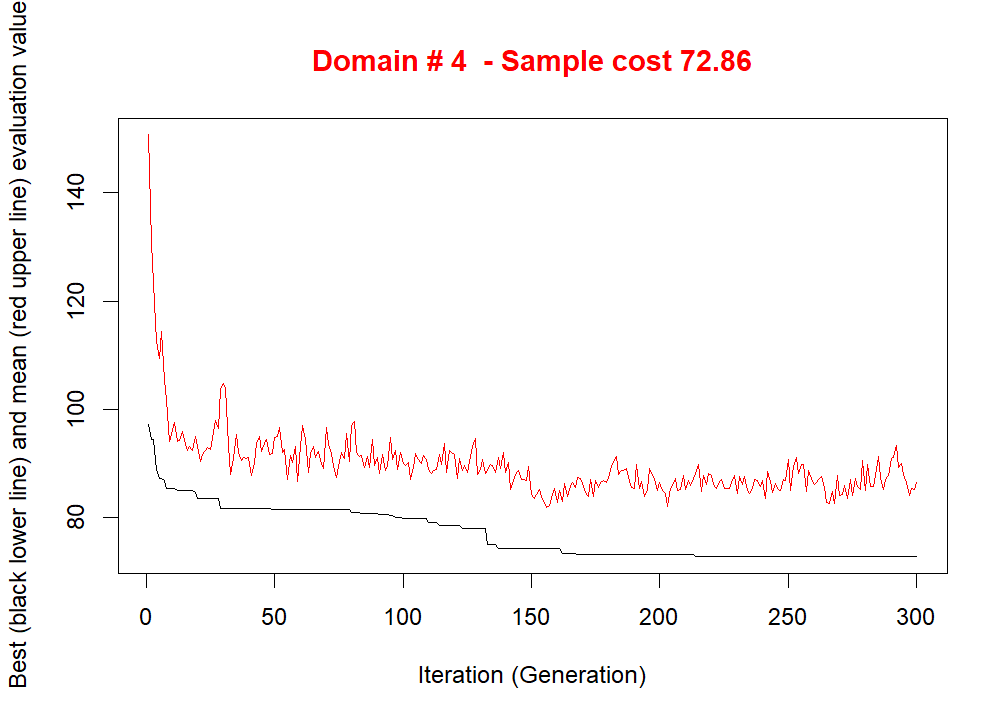 Domain # 4  - Sample cost 72.86
Best (black lower line) and mean (red upper line) evaluation value
140
120
100
80
0 50 100 150 200 250 300
Iteration (Generation)